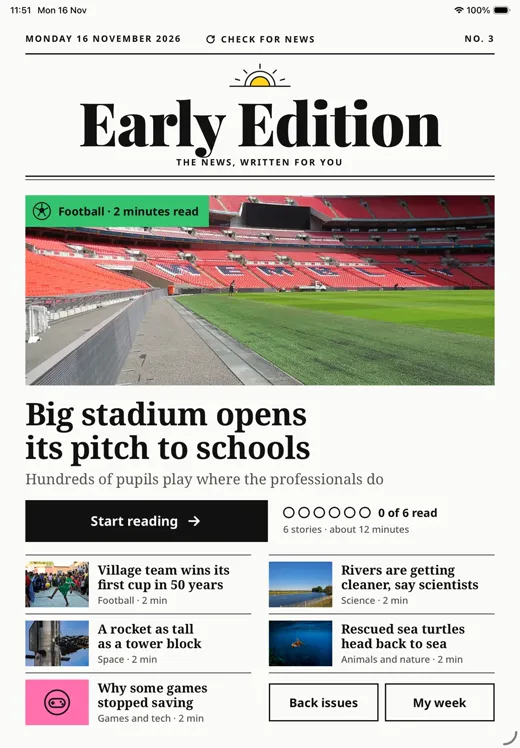 11:51 Mon 16 Nov
100%
MONDAY 16 NOVEMBER 2026
CHECK FOR NEWS
NO. 3
Early Edition
THE NEWS, WRITTEN FOR YOU
Football · 2 minutes read
WEMBLEY
Big stadium opens
its pitch to schools
Hundreds of pupils play where the professionals do
Start reading →
0 of 6 read
6 stories · about 12 minutes
Village team wins its
first cup in 50 years
Football · 2 min
Rivers are getting
cleaner, say scientists
Science · 2 min
A rocket as tall
as a tower block
Space · 2 min
Rescued sea turtles
head back to sea
Animals and nature · 2 min
Why some games
stopped saving
Games and tech · 2 min
Back issues
My week